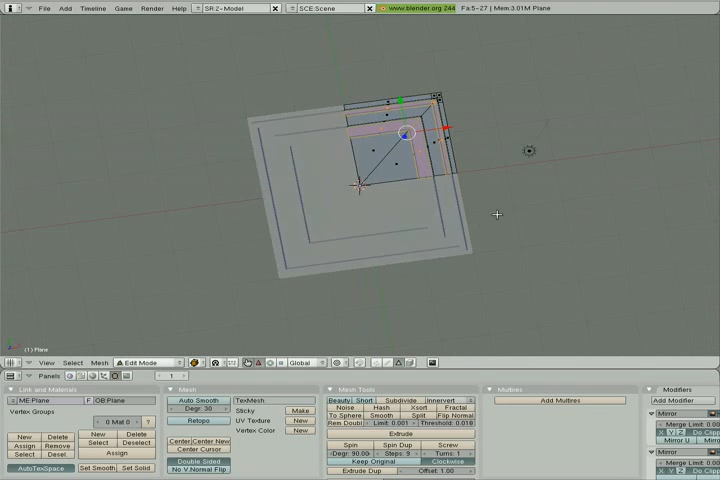 File Add Timeline Game Render Help SR:2-Model SCE:Scene www.blender.org 244 Fa:5-27 | Mem:3.01M Plane
(1) Plane
View Select Mesh Edit Mode Global
Panels 1
Link and Materials Mesh Mesh Tools Multires Modifiers
ME:Plane F OB:Plane
Vertex Groups
0 Mat 0 ?
New Delete New Delete
Assign Remove Select Deselect
Select Desel. Assign
AutoTexSpace Set Smooth Set Solid
Auto Smooth TexMesh
Degr: 30 Sticky Make
Retopo UV Texture New
Vertex Color New
Center Center New
Center Cursor
Double Sided
No V.Normal Flip
Beauty Short Subdivide Innervert
Noise Hash Xsort Fractal
To Sphere Smooth Split Flip Normal
Rem Doubl Limit: 0.001 Threshold: 0.010
Extrude
Spin Spin Dup Screw
Degr: 90.00 Steps: 9 Turns: 1
Keep Original Clockwise
Extrude Dup Offset: 1.00
Add Multires
Add Modifier
Mirror
Merge Limit: 0.00
X Y Z Do Clipp
Mirror U Mirro
Mirror
Merge Limit: 0.00
X Y Z Do Clipp